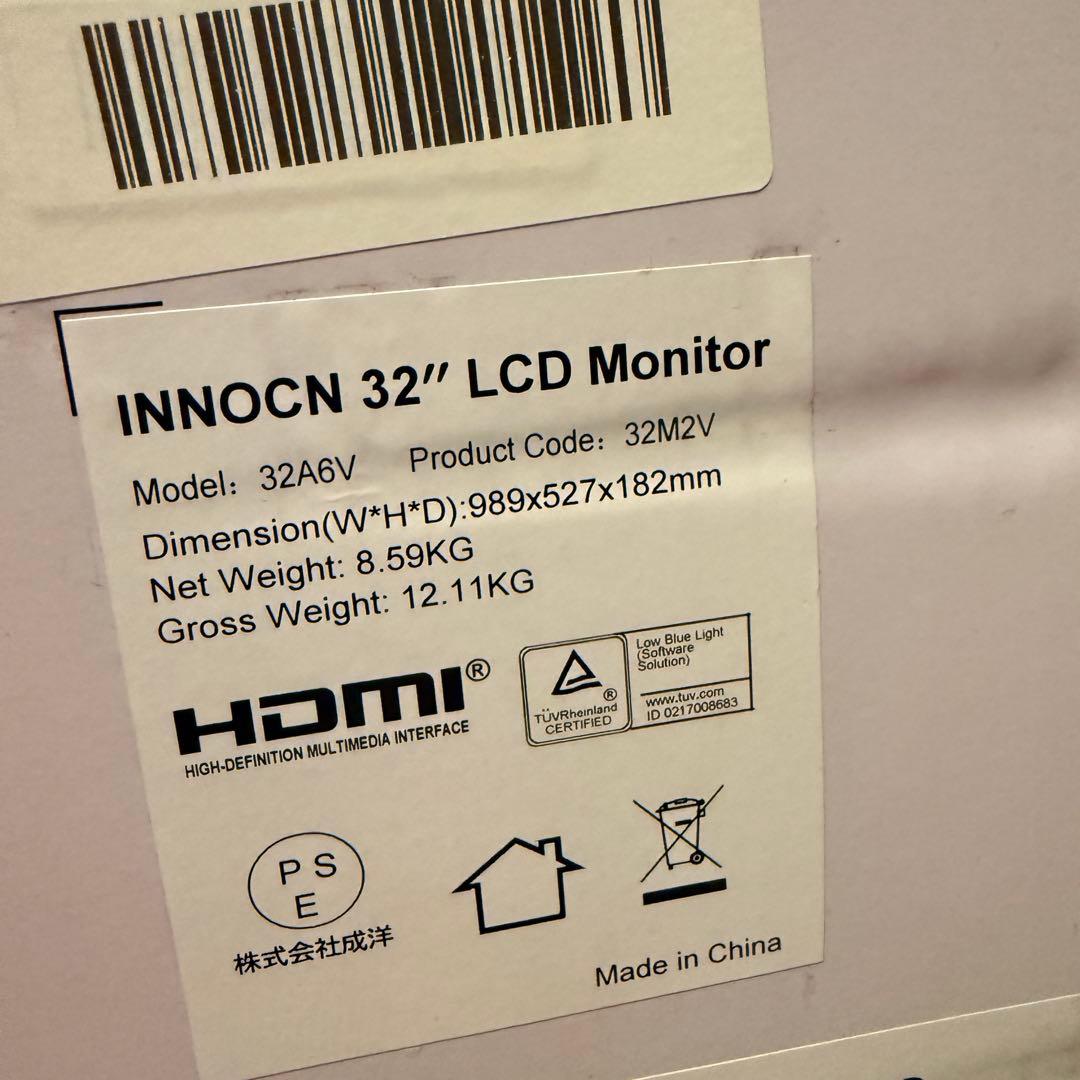 INNOCN 32″ LCD Monitor
Model: 32A6V Product Code: 32M2V
Dimension(W*H*D):989x527x182mm
Net Weight: 8.59KG
Gross Weight: 12.11KG
HDMI®
HIGH-DEFINITION MULTIMEDIA INTERFACE
®
TÜVRheinland
CERTIFIED
Low Blue Light
(Software
Solution)
www.tuv.com
ID 0217008683
P S
E
株式会社成洋
Made in China